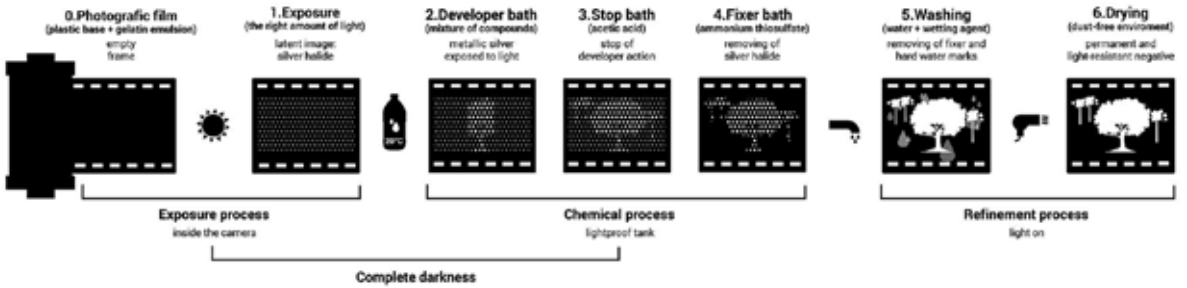 0.Photografic film
(plastic base + gelatin emulsion)
empty
frame
1.Exposure
(the right amount of light)
latent image:
silver halide
2.Developer bath
(mixture of compounds)
metallic silver
exposed to light
3.Stop bath
(acetic acid)
stop of
developer action
4.Fixer bath
(ammonium thiosulfate)
removing of
silver halide
5.Washing
(water + wetting agent)
removing of fixer and
hard water marks
6.Drying
(dust-free enviroment)
permanent and
light-resistant negative
20°C
Exposure process
inside the camera
Chemical process
lightproof tank
Refinement process
light on
Complete darkness